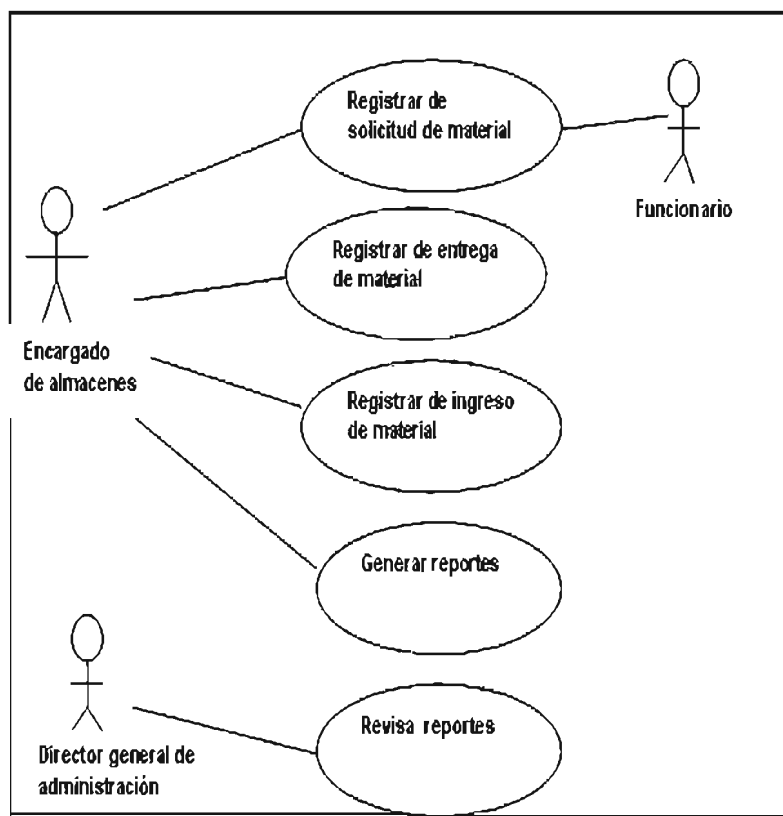 Registrar de
solicitud de material
Funcionario
Registrar de entrega
de material
Encargado
de almacenes
Registrar de ingreso
de material
Generar reportes
Director general de
administración
Revisa reportes